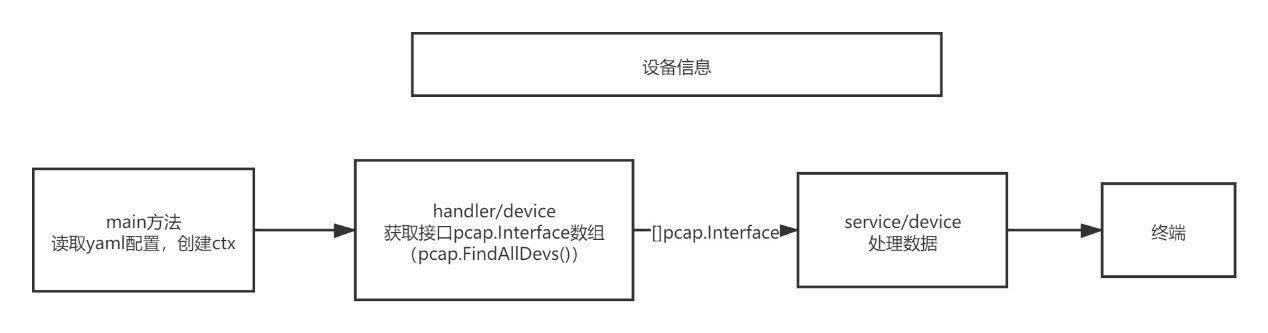 设备信息
main方法
读取yaml配置，创建ctx
handler/device
获取接口pcap.Interface数组
（pcap.FindAllDevs()）
[]pcap.Interface
service/device
处理数据
终端